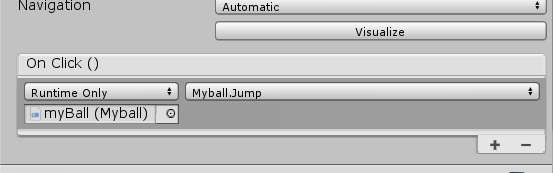 Navigation
Automatic
Visualize
On Click ()
Runtime Only
Myball.Jump
myBall (Myball)